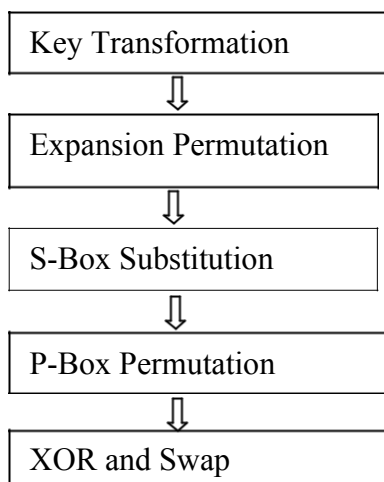 Key Transformation
Expansion Permutation
S-Box Substitution
P-Box Permutation
XOR and Swap